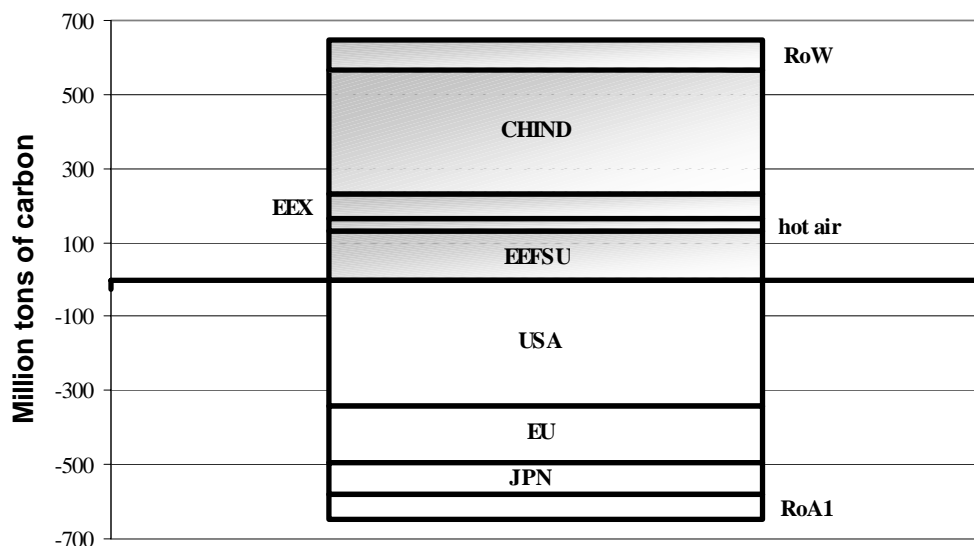 700
RoW
500
CHIND
300
EEX
100
hot air
EEFSU
-100
USA
-300
EU
-500
JPN
RoA1
-700
Million tons of carbon